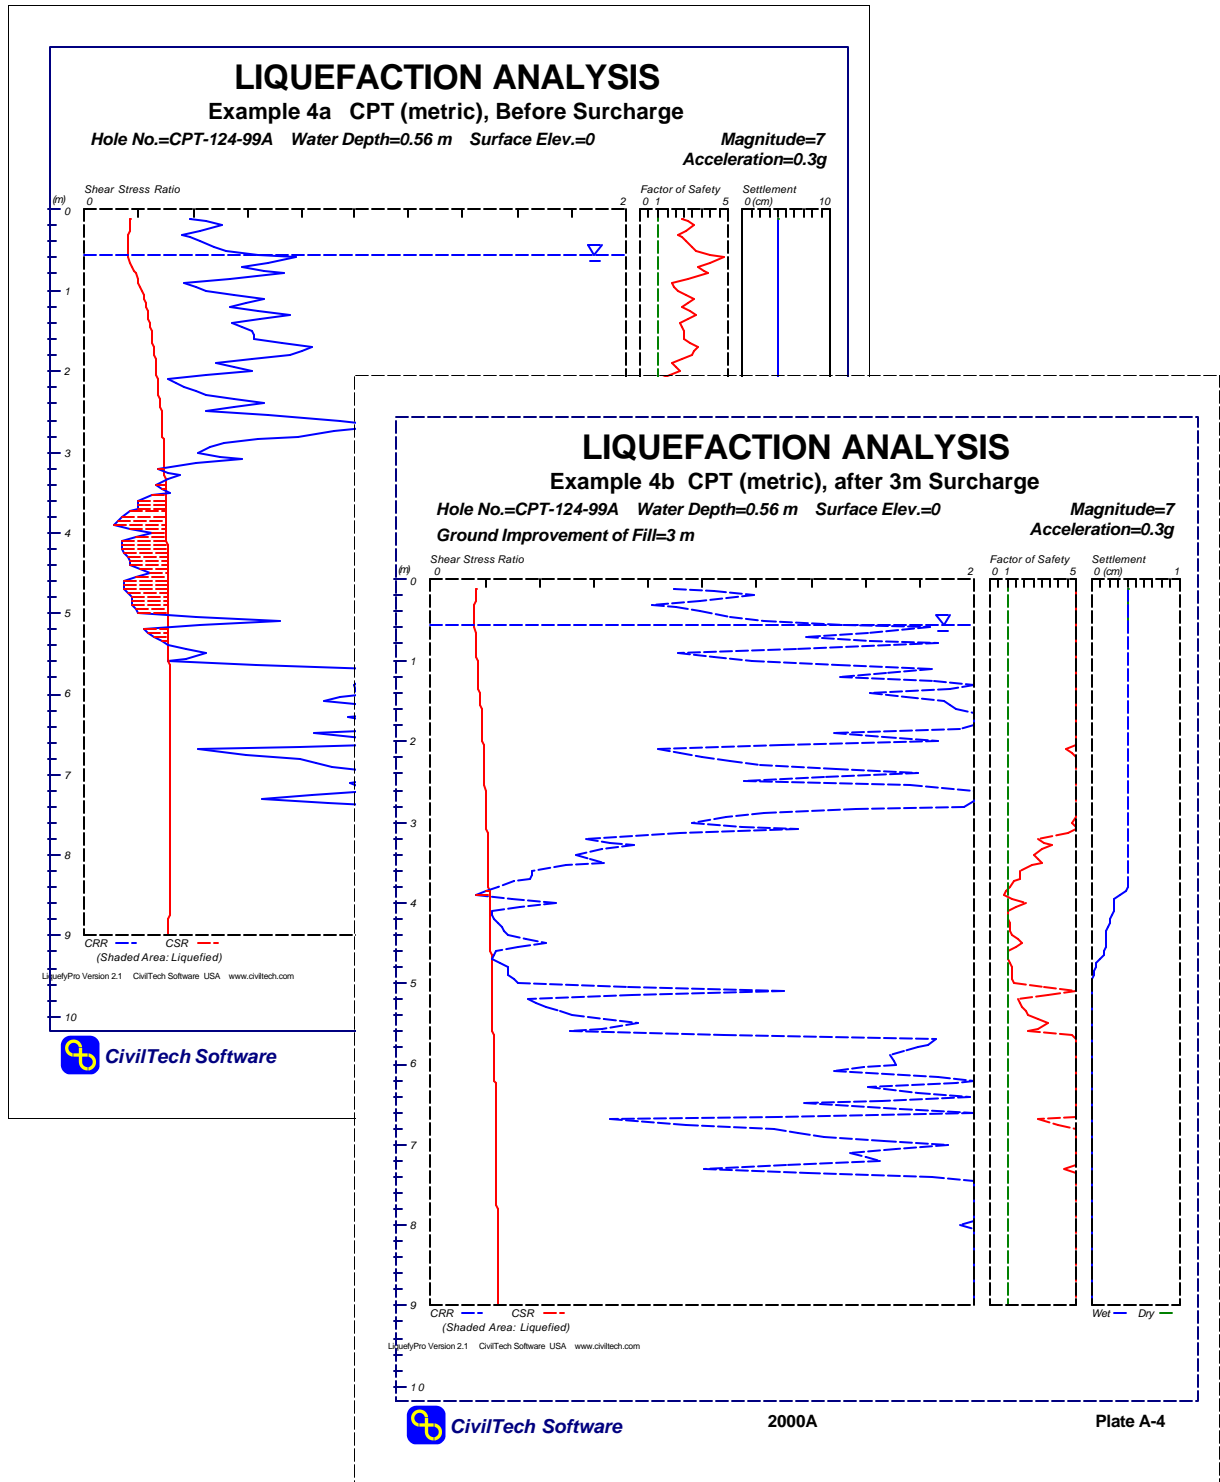 LIQUEFACTION ANALYSIS
Example 4a CPT (metric), Before Surcharge
Hole No.=CPT-124-99A Water Depth=0.56 m Surface Elev.=0
Magnitude=7
Acceleration=0.3g
Shear Stress Ratio
Factor of Safety
Settlement
(m) 0 2 0 1 5 0 (cm) 10
0
1
2
3
4
5
6
7
8
9
10
CRR CSR
(Shaded Area: Liquefied)
LiquefyPro Version 2.1 CivilTech Software USA www.civiltech.com
CivilTech Software
LIQUEFACTION ANALYSIS
Example 4b CPT (metric), after 3m Surcharge
Hole No.=CPT-124-99A Water Depth=0.56 m Surface Elev.=0
Magnitude=7
Ground Improvement of Fill=3 m
Acceleration=0.3g
Shear Stress Ratio
Factor of Safety
Settlement
(m) 0 2 0 1 5 0 (cm) 1
0
1
2
3
4
5
6
7
8
9
10
CRR CSR
Wet Dry
(Shaded Area: Liquefied)
LiquefyPro Version 2.1 CivilTech Software USA www.civiltech.com
CivilTech Software
2000A
Plate A-4